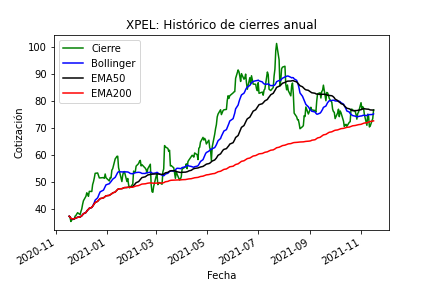 XPEL: Histórico de cierres anual
Cierre
Bollinger
EMA50
EMA200
Cotización
100
90
80
70
60
50
40
2020-11
2021-01
2021-03
2021-05
2021-07
2021-09
2021-11
Fecha